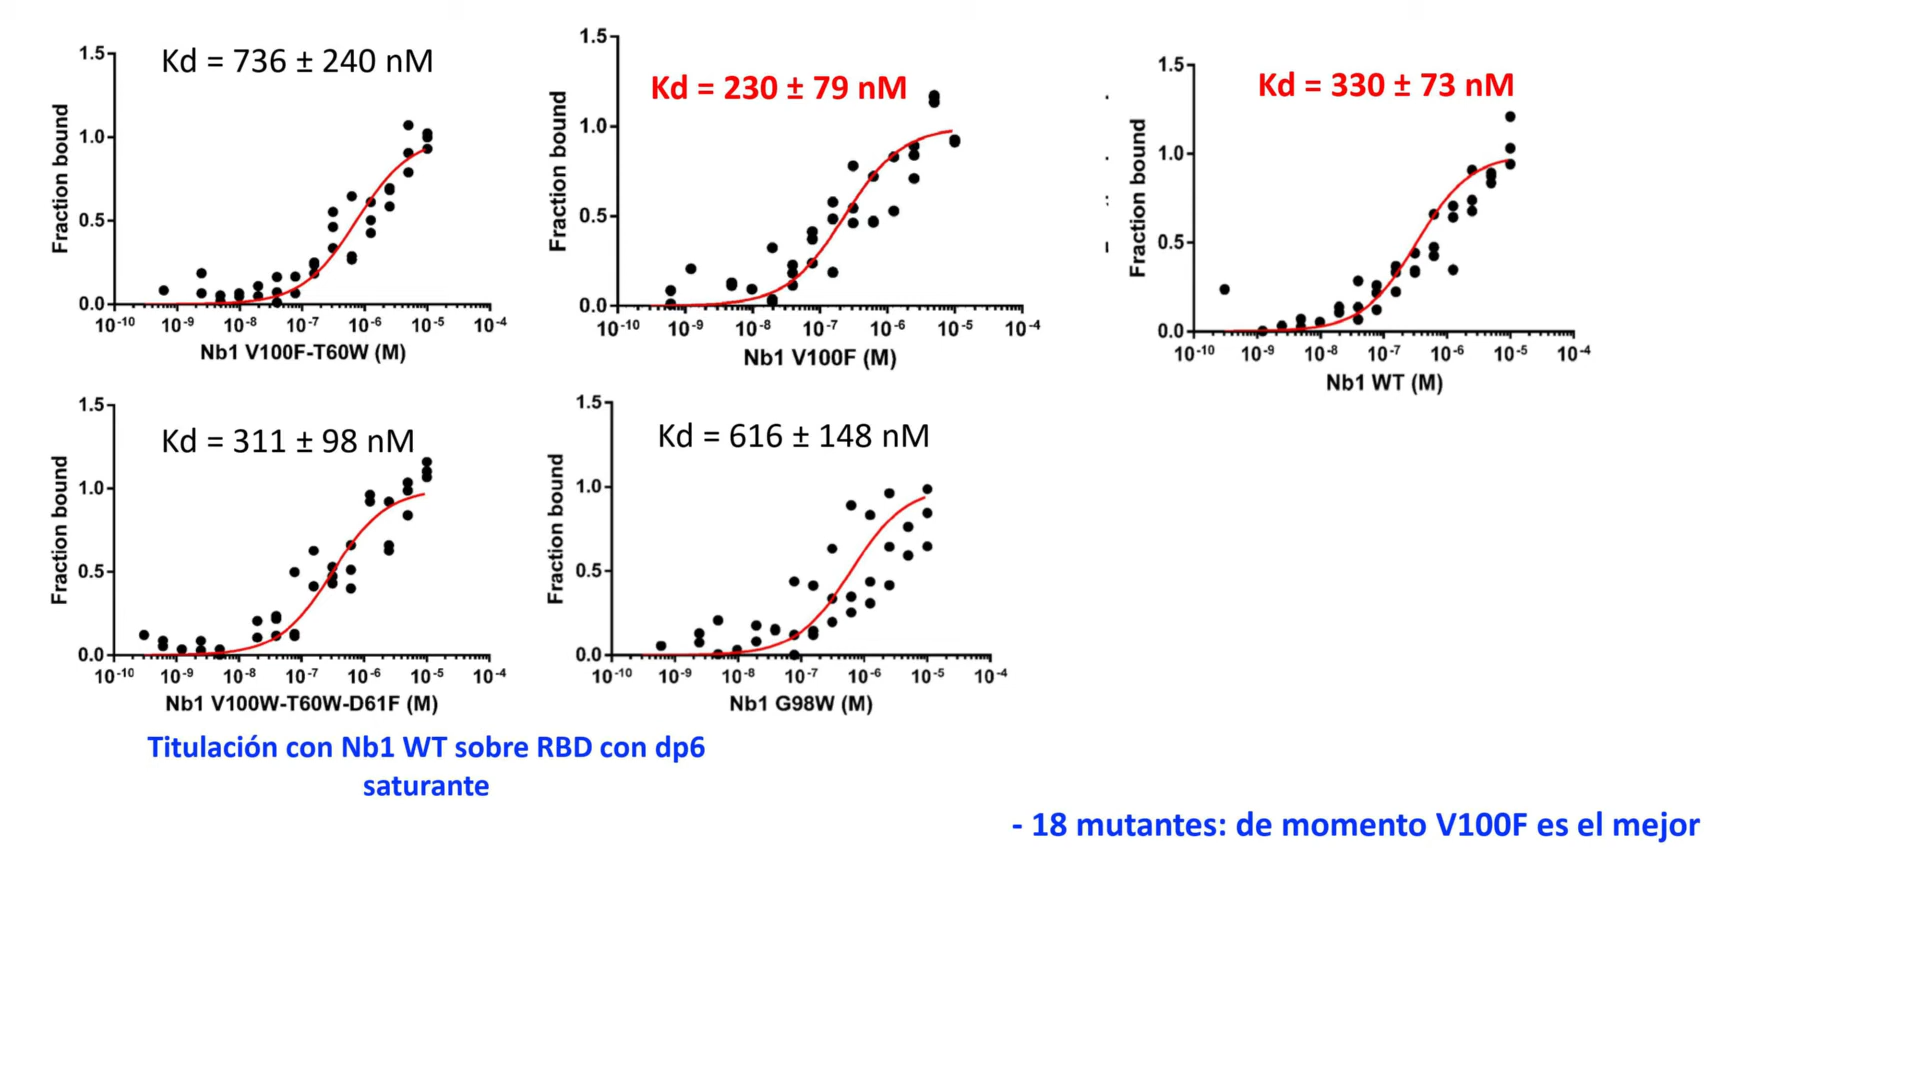 Kd = 736 ± 240 nM
1.5
1.0
0.5
0.0
Fraction bound
10-10 10-9 10-8 10-7 10-6 10-5 10-4
Nb1 V100F-T60W (M)
Kd = 230 ± 79 nM
1.5
1.0
0.5
0.0
Fraction bound
10-10 10-9 10-8 10-7 10-6 10-5 10-4
Nb1 V100F (M)
Kd = 330 ± 73 nM
1.5
1.0
0.5
0.0
Fraction bound
10-10 10-9 10-8 10-7 10-6 10-5 10-4
Nb1 WT (M)
Kd = 311 ± 98 nM
1.5
1.0
0.5
0.0
Fraction bound
10-10 10-9 10-8 10-7 10-6 10-5 10-4
Nb1 V100W-T60W-D61F (M)
Kd = 616 ± 148 nM
1.5
1.0
0.5
0.0
Fraction bound
10-10 10-9 10-8 10-7 10-6 10-5 10-4
Nb1 G98W (M)
Titulación con Nb1 WT sobre RBD con dp6
saturante
- 18 mutantes: de momento V100F es el mejor